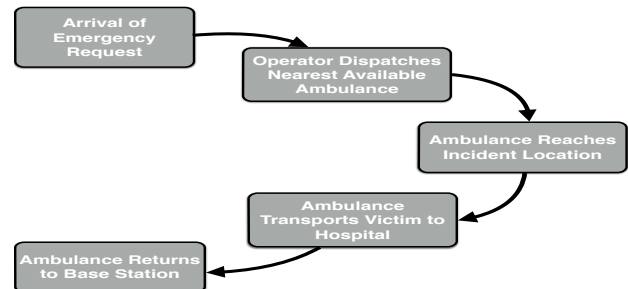 Arrival of
Emergency
Request
Operator Dispatches
Nearest Available
Ambulance
Ambulance Reaches
Incident Location
Ambulance
Transports Victim to
Hospital
Ambulance Returns
to Base Station